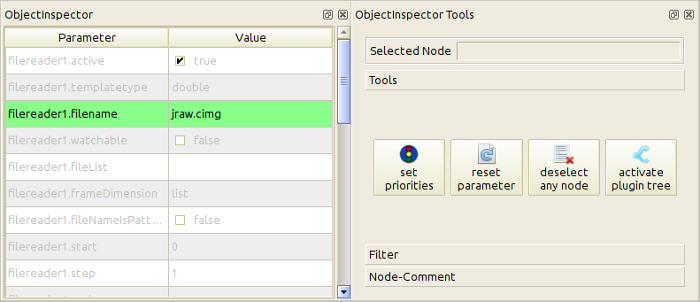 ObjectInspector
Parameter Value
filereader1.active true
filereader1.templatetype double
filereader1.filename jraw.cimg
filereader1.watchable false
filereader1.fileList
filereader1.frameDimension list
filereader1.fileNameIsPatt... false
filereader1.start 0
filereader1.step 1
ObjectInspector Tools
Selected Node
Tools
set priorities
reset parameter
deselect any node
activate plugin tree
Filter
Node-Comment